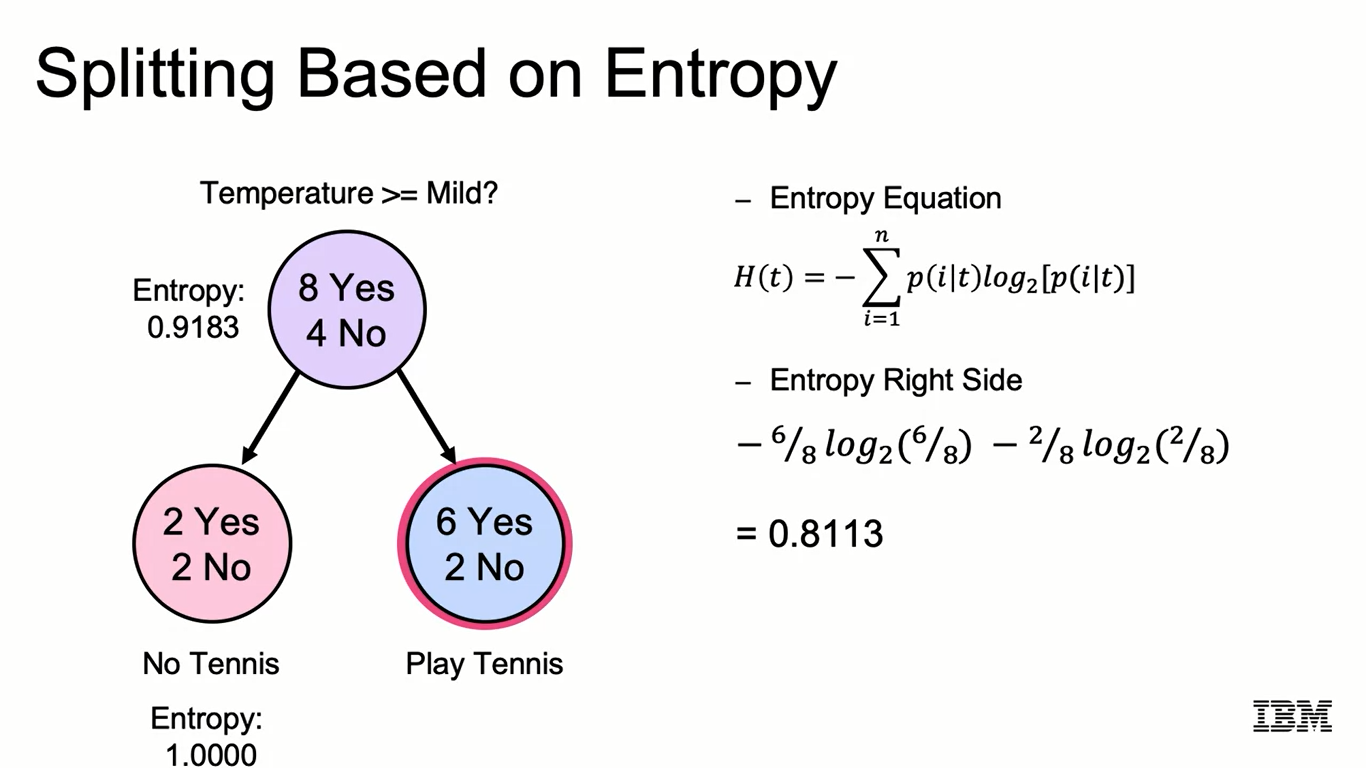 Splitting Based on Entropy
Temperature >= Mild?
Entropy:
0.9183
8 Yes
4 No
2 Yes
2 No
6 Yes
2 No
No Tennis
Play Tennis
Entropy:
1.0000
– Entropy Equation
H(t) = − ∑ⁿᵢ₌₁ p(i|t)log₂[p(i|t)]
– Entropy Right Side
− ⁶⁄₈ log₂(⁶⁄₈) − ²⁄₈ log₂(²⁄₈)
= 0.8113
IBM